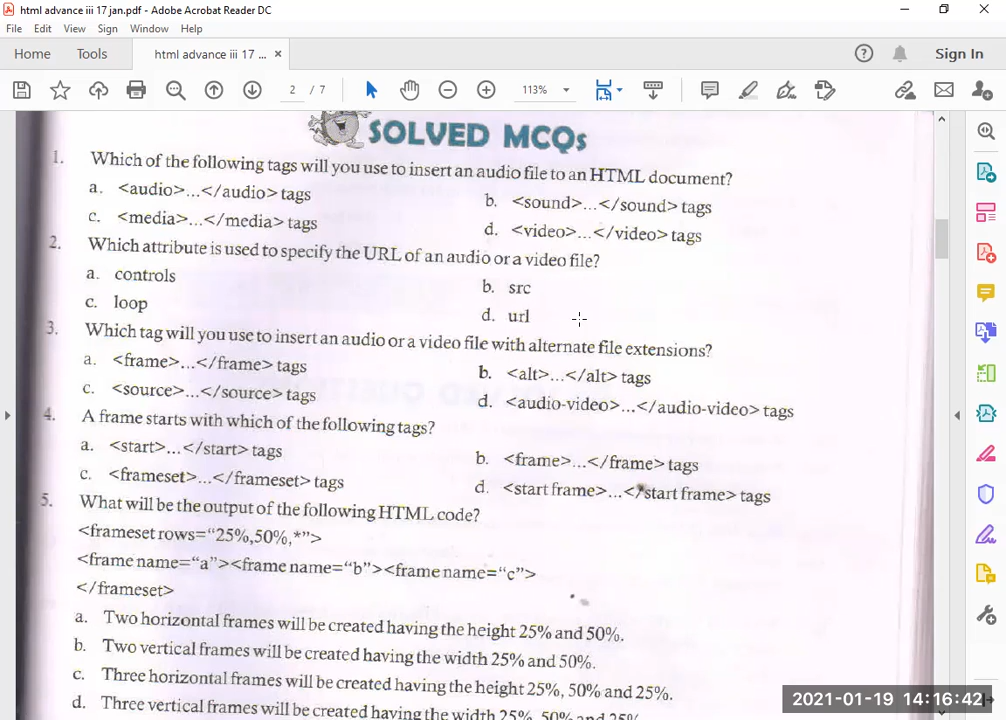 html advance iii 17 jan.pdf - Adobe Acrobat Reader DC
File Edit View Sign Window Help
Home Tools html advance iii 17 ... × Sign In
2 / 7 113%
SOLVED MCQs
1. Which of the following tags will you use to insert an audio file to an HTML document?
a. <audio>...</audio> tags
b. <sound>...</sound> tags
c. <media>...</media> tags
d. <video>...</video> tags
2. Which attribute is used to specify the URL of an audio or a video file?
a. controls
b. src
c. loop
d. url
3. Which tag will you use to insert an audio or a video file with alternate file extensions?
a. <frame>...</frame> tags
b. <alt>...</alt> tags
c. <source>...</source> tags
d. <audio-video>...</audio-video> tags
4. A frame starts with which of the following tags?
a. <start>...</start> tags
b. <frame>...</frame> tags
c. <frameset>...</frameset> tags
d. <start frame>...</start frame> tags
5. What will be the output of the following HTML code?
<frameset rows="25%,50%,*">
<frame name="a"><frame name="b"><frame name="c">
</frameset>
a. Two horizontal frames will be created having the height 25% and 50%.
b. Two vertical frames will be created having the width 25% and 50%.
c. Three horizontal frames will be created having the height 25%, 50% and 25%.
d. Three vertical frames will be created having the width 25%, 50% and 25%
2021-01-19 14:16:42